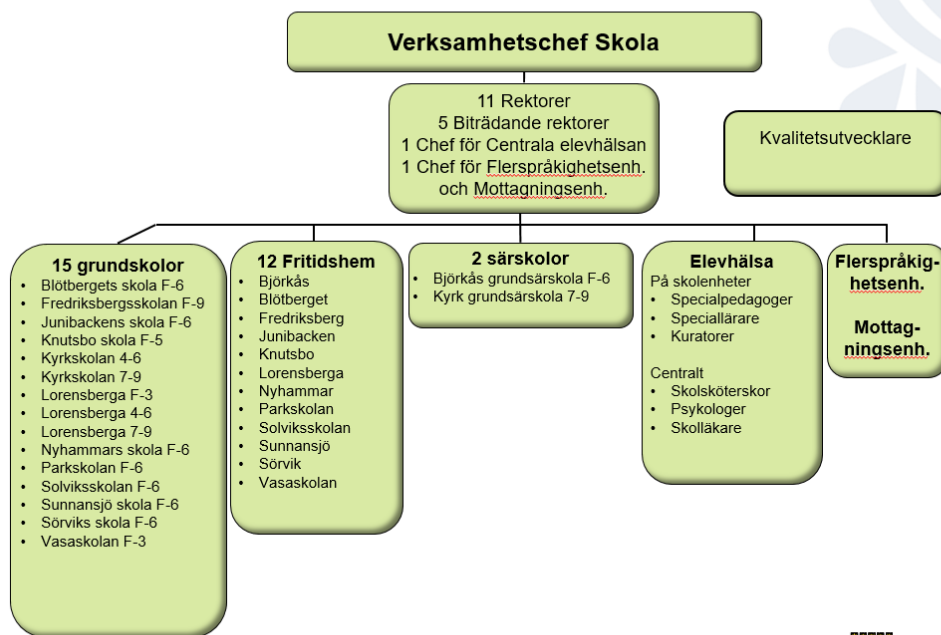 Verksamhetschef Skola
11 Rektorer
5 Biträdande rektorer
1 Chef för Centrala elevhälsan
1 Chef för Flerspråkighetsenh.
och Mottagningsenh.
Kvalitetsutvecklare
15 grundskolor
• Blötbergets skola F-6
• Fredriksbergsskolan F-9
• Junibackens skola F-6
• Knutsbo skola F-5
• Kyrkskolan 4-6
• Kyrkskolan 7-9
• Lorensberga F-3
• Lorensberga 4-6
• Lorensberga 7-9
• Nyhammars skola F-6
• Parkskolan F-6
• Solviksskolan F-6
• Sunnansjö skola F-6
• Sörviks skola F-6
• Vasaskolan F-3
12 Fritidshem
• Björkås
• Blötberget
• Fredriksberg
• Junibacken
• Knutsbo
• Lorensberga
• Nyhammar
• Parkskolan
• Solviksskolan
• Sunnansjö
• Sörvik
• Vasaskolan
2 särskolor
• Björkås grundsärskola F-6
• Kyrk grundsärskola 7-9
Elevhälsa
På skolenheter
• Specialpedagoger
• Speciallärare
• Kuratorer
Centralt
• Skolsköterskor
• Psykologer
• Skolläkare
Flerspråkig-
hetsenh.
Mottag-
ningsenh.